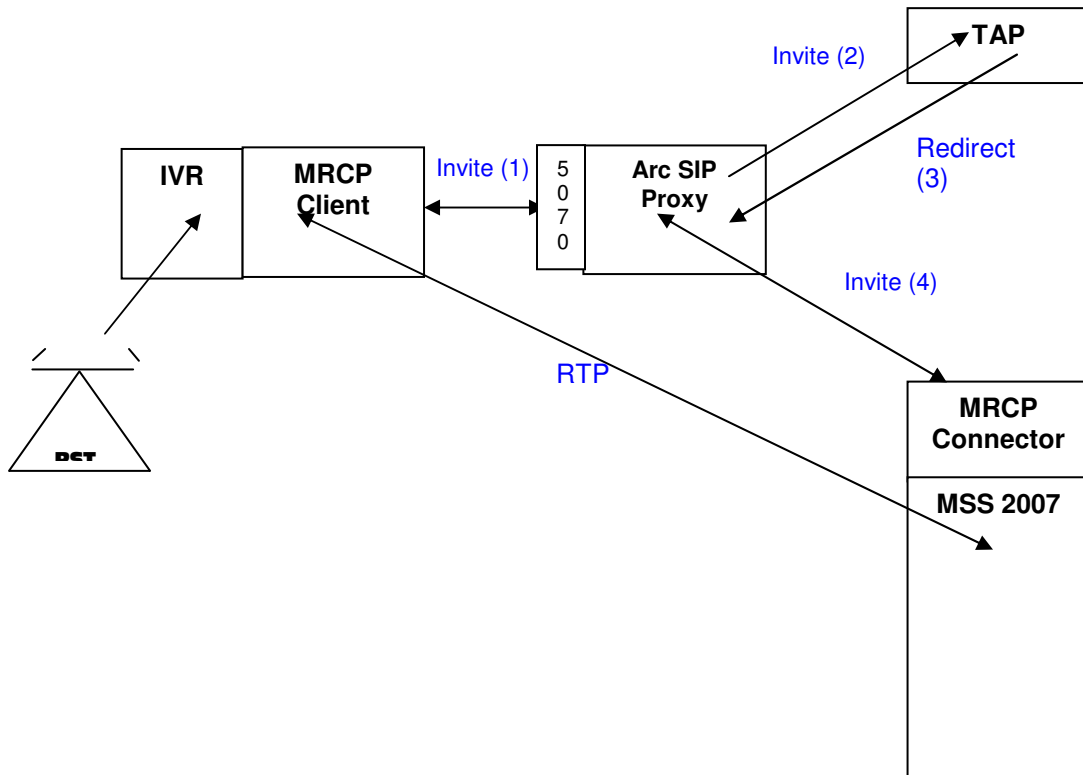 TAP
Invite (2)
IVR
MRCP
Client
Invite (1)
5
0
7
0
Arc SIP
Proxy
Redirect
(3)
Invite (4)
RTP
MRCP
Connector
MSS 2007